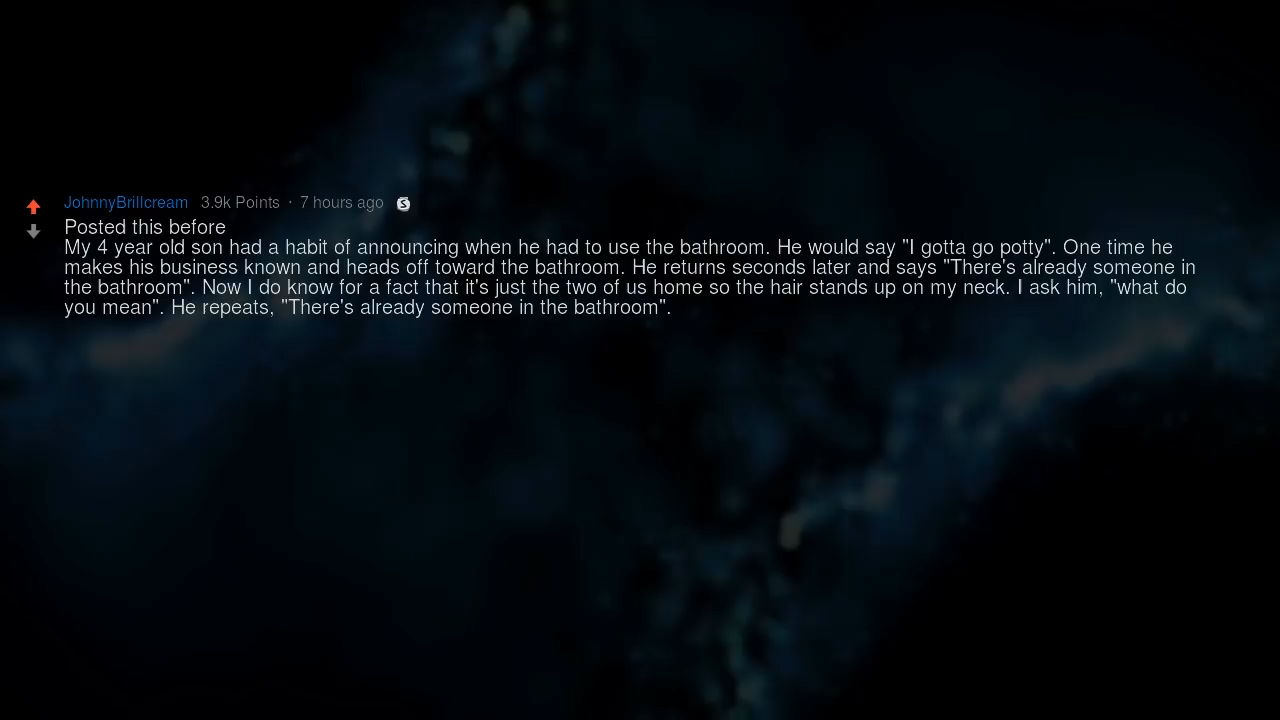 JohnnyBrillcream 3.9k Points · 7 hours ago S
Posted this before
My 4 year old son had a habit of announcing when he had to use the bathroom. He would say "I gotta go potty". One time he
makes his business known and heads off toward the bathroom. He returns seconds later and says "There's already someone in
the bathroom". Now I do know for a fact that it's just the two of us home so the hair stands up on my neck. I ask him, "what do
you mean". He repeats, "There's already someone in the bathroom".